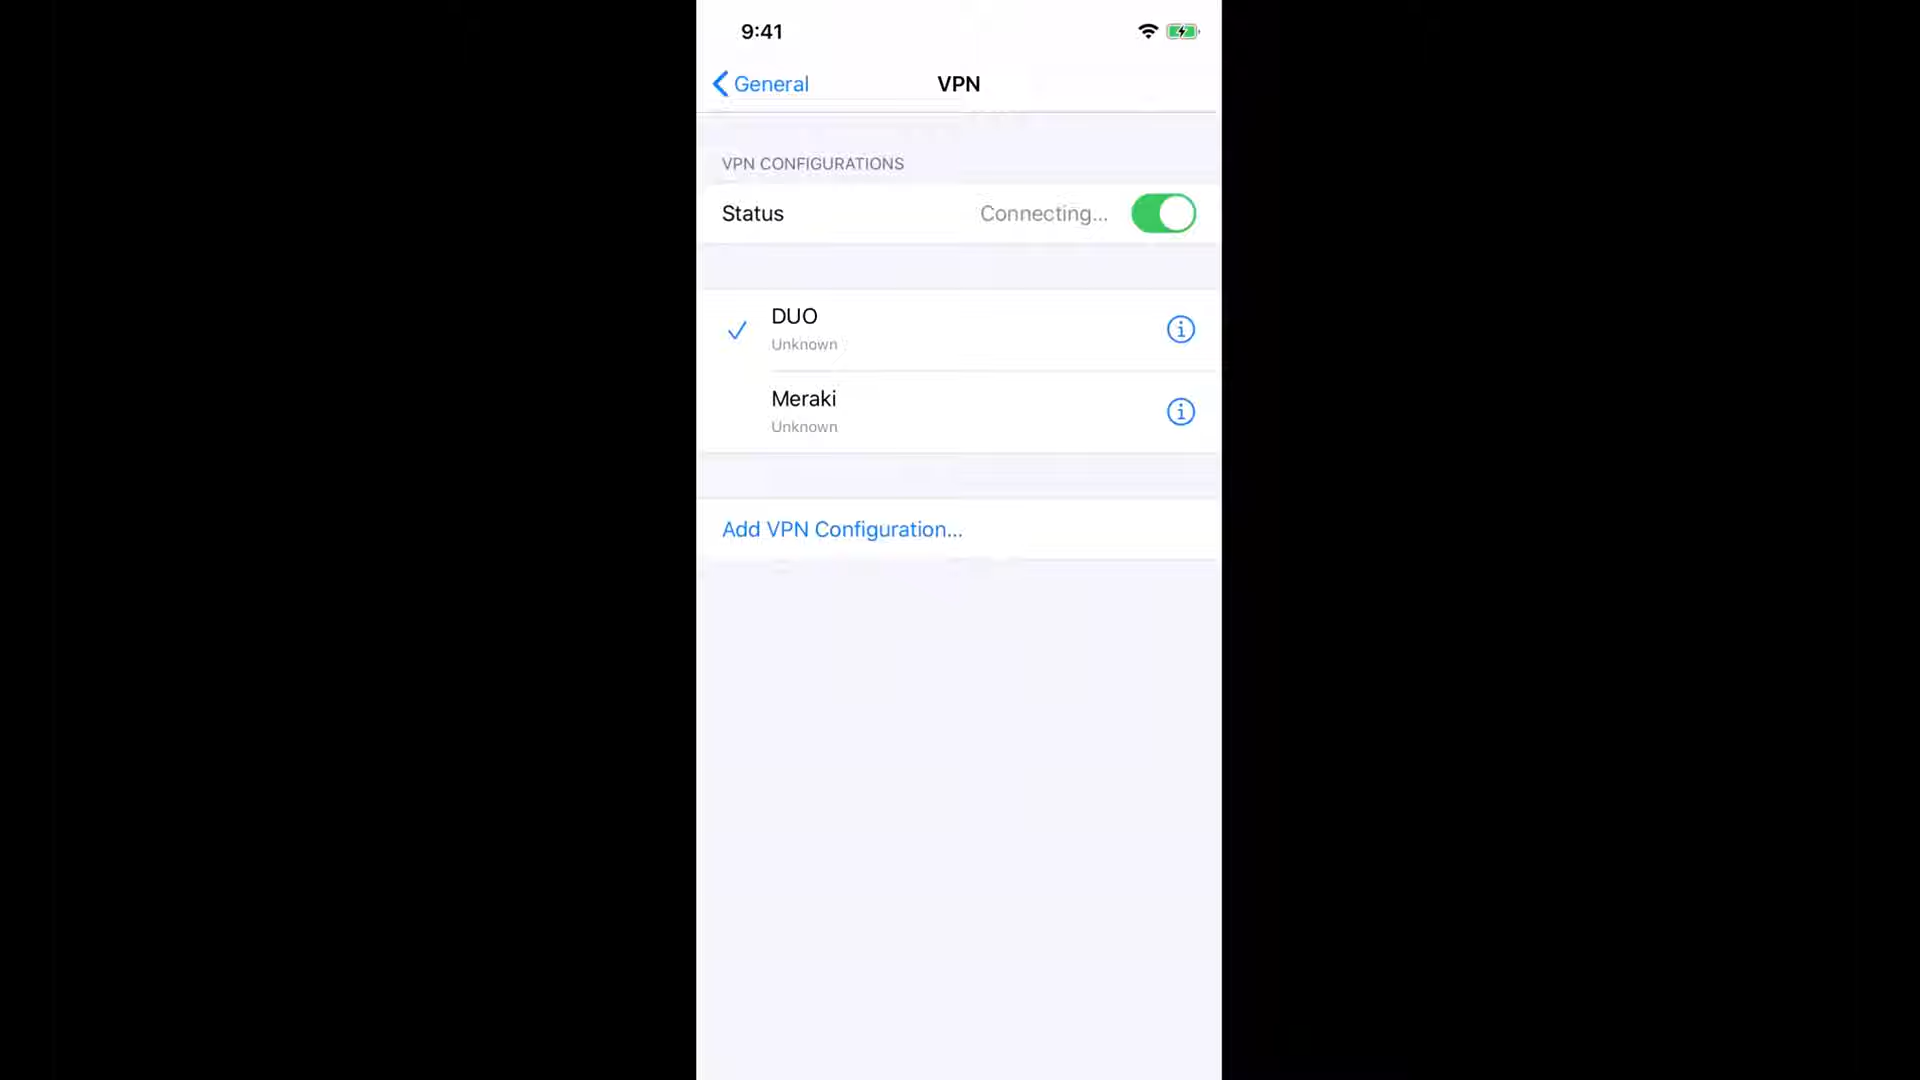 9:41
General
VPN
VPN CONFIGURATIONS
Status
Connecting...
DUO
Unknown
Meraki
Unknown
Add VPN Configuration...